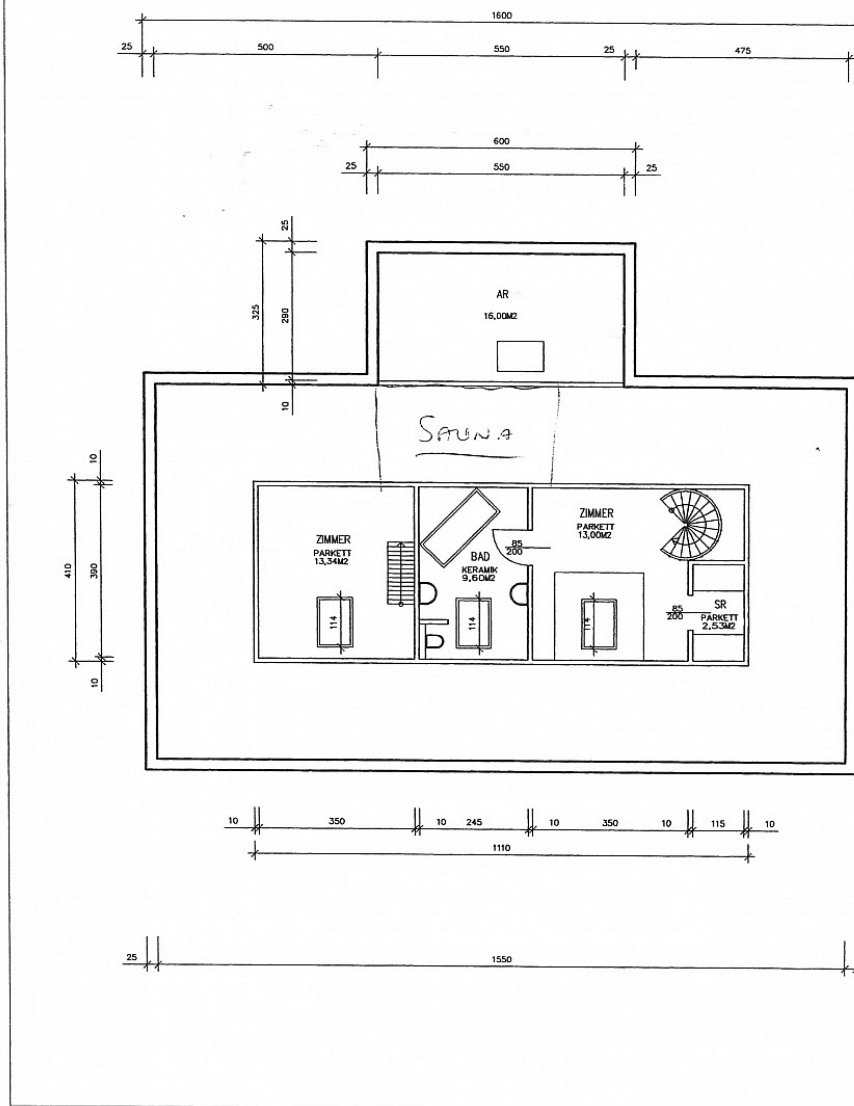 1600
25 500 550 25 475
600
25 550 25
25
325 290
10
AR
16,00M2
SAUNA
10
410 390
10
ZIMMER
PARKETT
13,34M2
114
BAD
KERAMIK
9,60M2
114
85
200
ZIMMER
PARKETT
13,00M2
114
85
200
SR
PARKETT
2,53M2
10 350 10 245 10 350 10 115 10
1110
25 1550